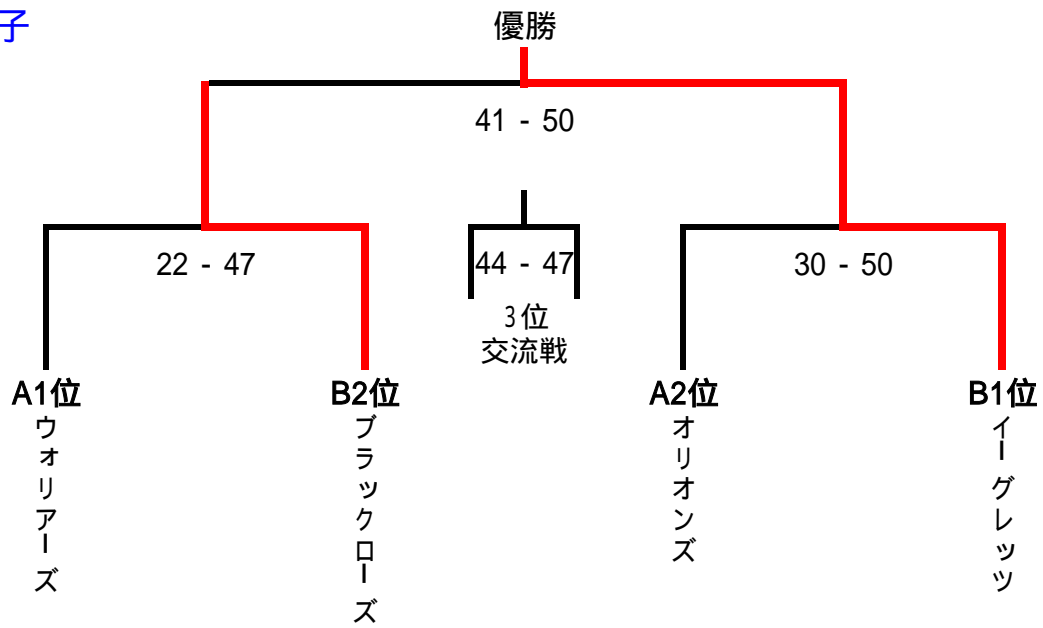 子
優勝
41 - 50
22 - 47
44 - 47
30 - 50
3位
交流戦
A1位
B2位
A2位
B1位
ウォリアーズ
ブラックローズ
オリオンズ
イーグレッツ